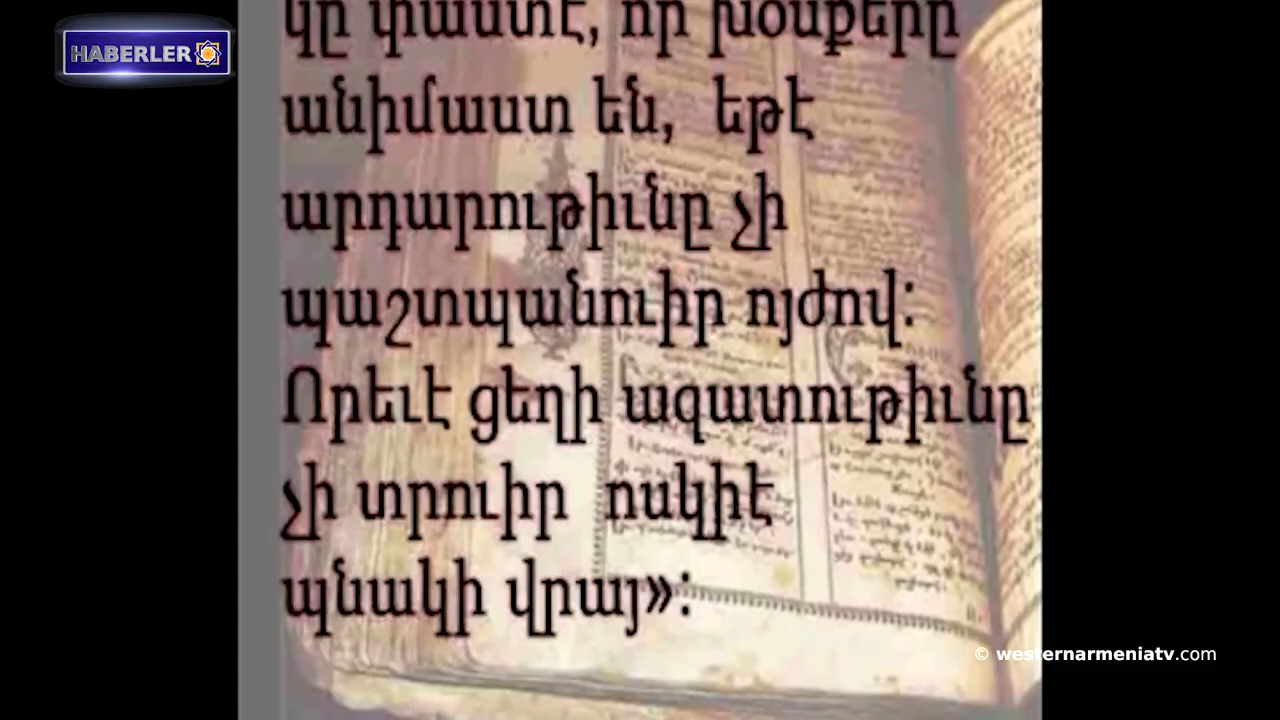 HABERLER
կը փաստէ, որ խօսքերը
անիմաստ են, եթէ
արդարութիւնը չի
պաշտպանուիր ոյժով:
Որեւէ ցեղի ազատութիւնը
չի տրուիր ոսկիէ
պնակի վրայ»:
© westernarmeniatv.com